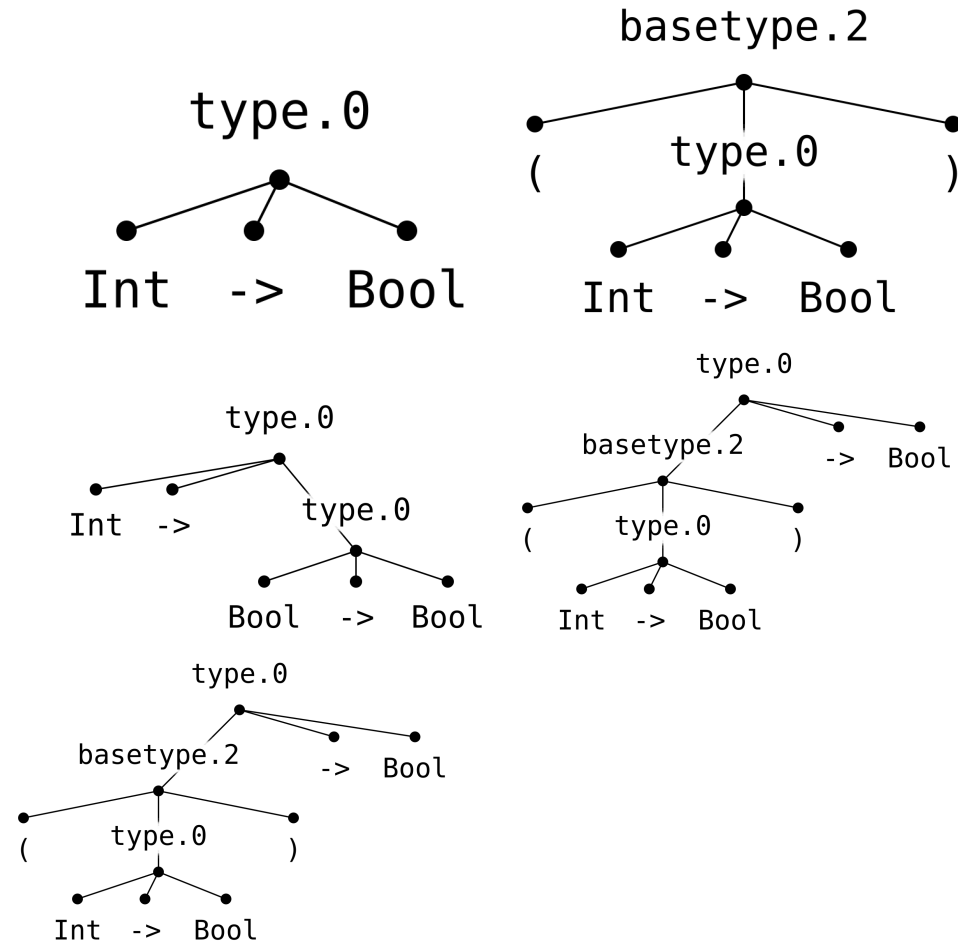 type.0
Int -> Bool
basetype.2
( type.0 )
Int -> Bool
type.0
Int -> type.0
Bool -> Bool
type.0
basetype.2 -> Bool
( type.0 )
Int -> Bool
type.0
basetype.2 -> Bool
( type.0 )
Int -> Bool